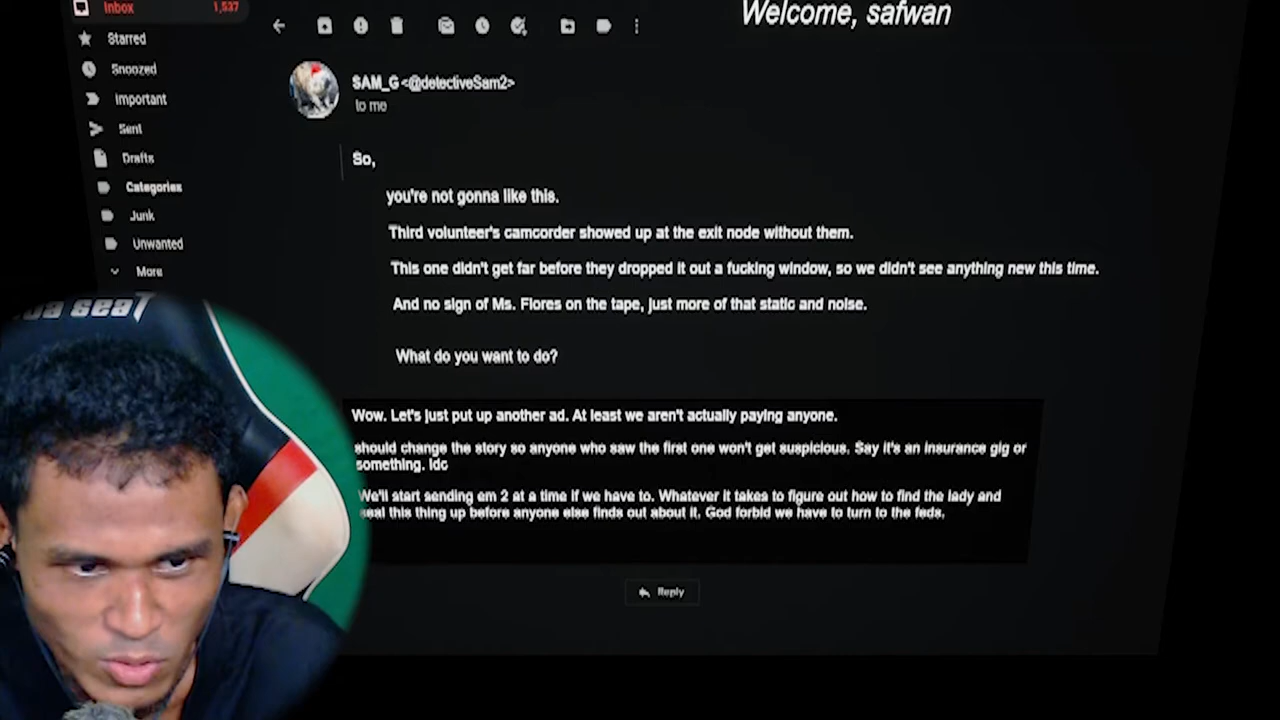 Inbox 1,537
Welcome, safwan
Starred
Snoozed
Important
Sent
Drafts
Categories
Junk
Unwanted
More
SAM_G <@detectiveSam2>
to me
So,
you're not gonna like this.
Third volunteer's camcorder showed up at the exit node without them.
This one didn't get far before they dropped it out a fucking window, so we didn't see anything new this time.
And no sign of Ms. Flores on the tape, just more of that static and noise.
What do you want to do?
Wow. Let's just put up another ad. At least we aren't actually paying anyone.
should change the story so anyone who saw the first one won't get suspicious. Say it's an insurance gig or
something. Idc
We'll start sending em 2 at a time if we have to. Whatever it takes to figure out how to find the lady and
seal this thing up before anyone else finds out about it. God forbid we have to turn to the feds.
Reply